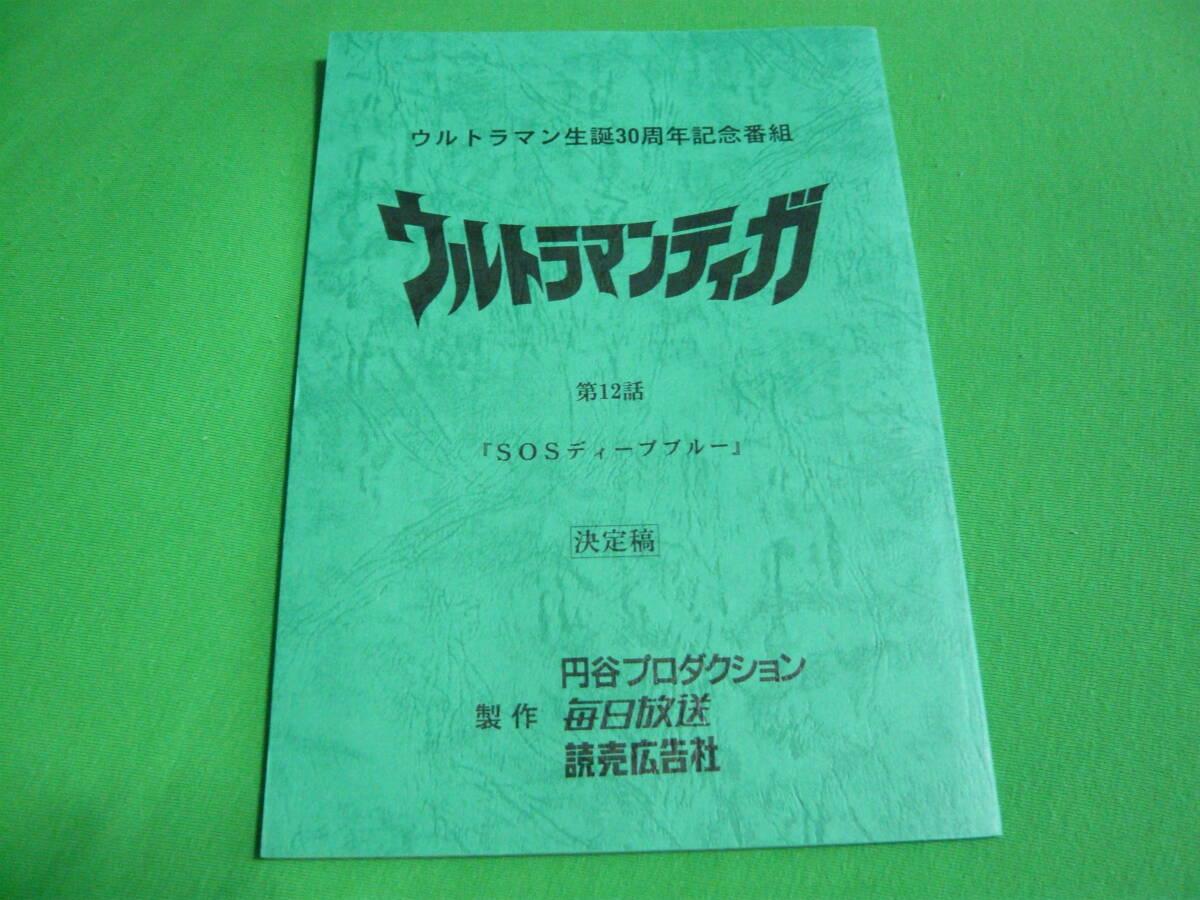 ウルトラマン生誕30周年記念番組
ウルトラマンティガ
第12話
『SOSディープブルー』
決定稿
円谷プロダクション
製作 毎日放送
読売広告社